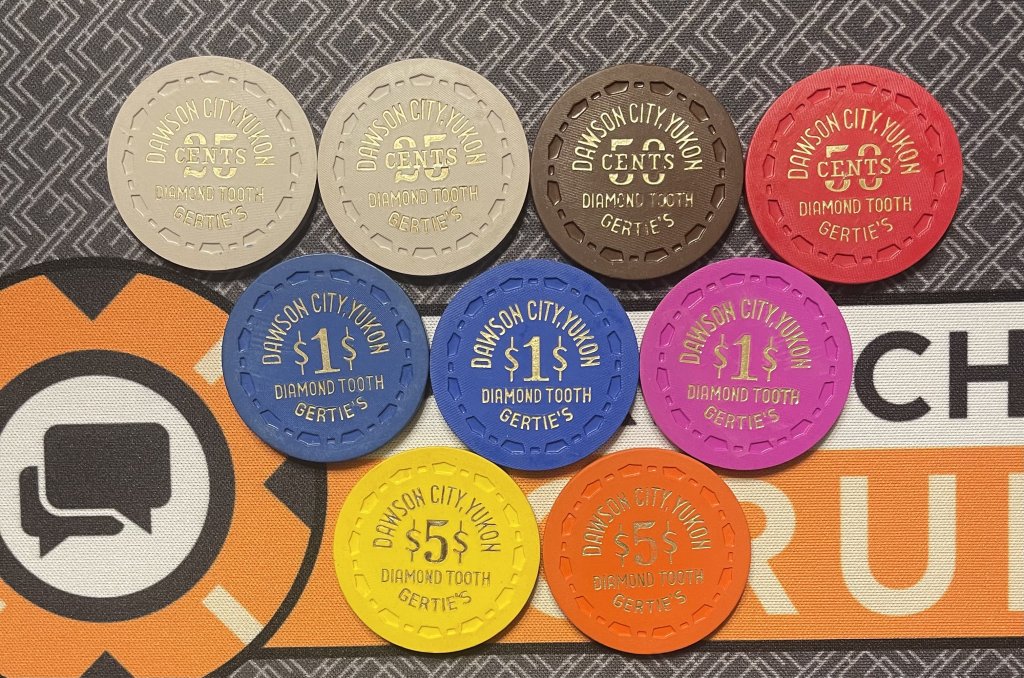 DAWSON CITY, YUKON
25
CENTS
DIAMOND TOOTH
GERTIE'S
DAWSON CITY, YUKON
25
CENTS
DIAMOND TOOTH
GERTIE'S
DAWSON CITY, YUKON
50
CENTS
DIAMOND TOOTH
GERTIE'S
DAWSON CITY, YUKON
50
CENTS
DIAMOND TOOTH
GERTIE'S
DAWSON CITY, YUKON
$1$
DIAMOND TOOTH
GERTIE'S
DAWSON CITY, YUKON
$1$
DIAMOND TOOTH
GERTIE'S
DAWSON CITY, YUKON
$1$
DIAMOND TOOTH
GERTIE'S
CH
DAWSON CITY, YUKON
$5$
DIAMOND TOOTH
GERTIE'S
DAWSON CITY, YUKON
$5$
DIAMOND TOOTH
GERTIE'S
RU